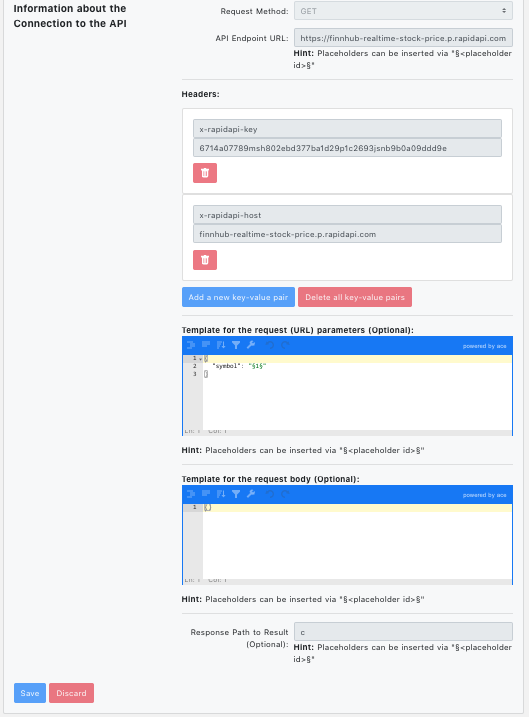 Information about the
Connection to the API
Request Method:
GET
API Endpoint URL:
https://finnhub-realtime-stock-price.p.rapidapi.com
Hint: Placeholders can be inserted via "§<placeholder
id>§"
Headers:
x-rapidapi-key
6714a07789msh802ebd377ba1d29p1c2693jsnb9b0a09ddd9e
x-rapidapi-host
finnhub-realtime-stock-price.p.rapidapi.com
Add a new key-value pair
Delete all key-value pairs
Template for the request (URL) parameters (Optional):
powered by ace
1 {
2 "symbol": "§1§"
3 }
Ln: 1 Col: 1
Hint: Placeholders can be inserted via "§<placeholder id>§"
Template for the request body (Optional):
powered by ace
1 {}
Ln: 1 Col: 1
Hint: Placeholders can be inserted via "§<placeholder id>§"
Response Path to Result
(Optional):
c
Hint: Placeholders can be inserted via "§<placeholder
id>§"
Save
Discard